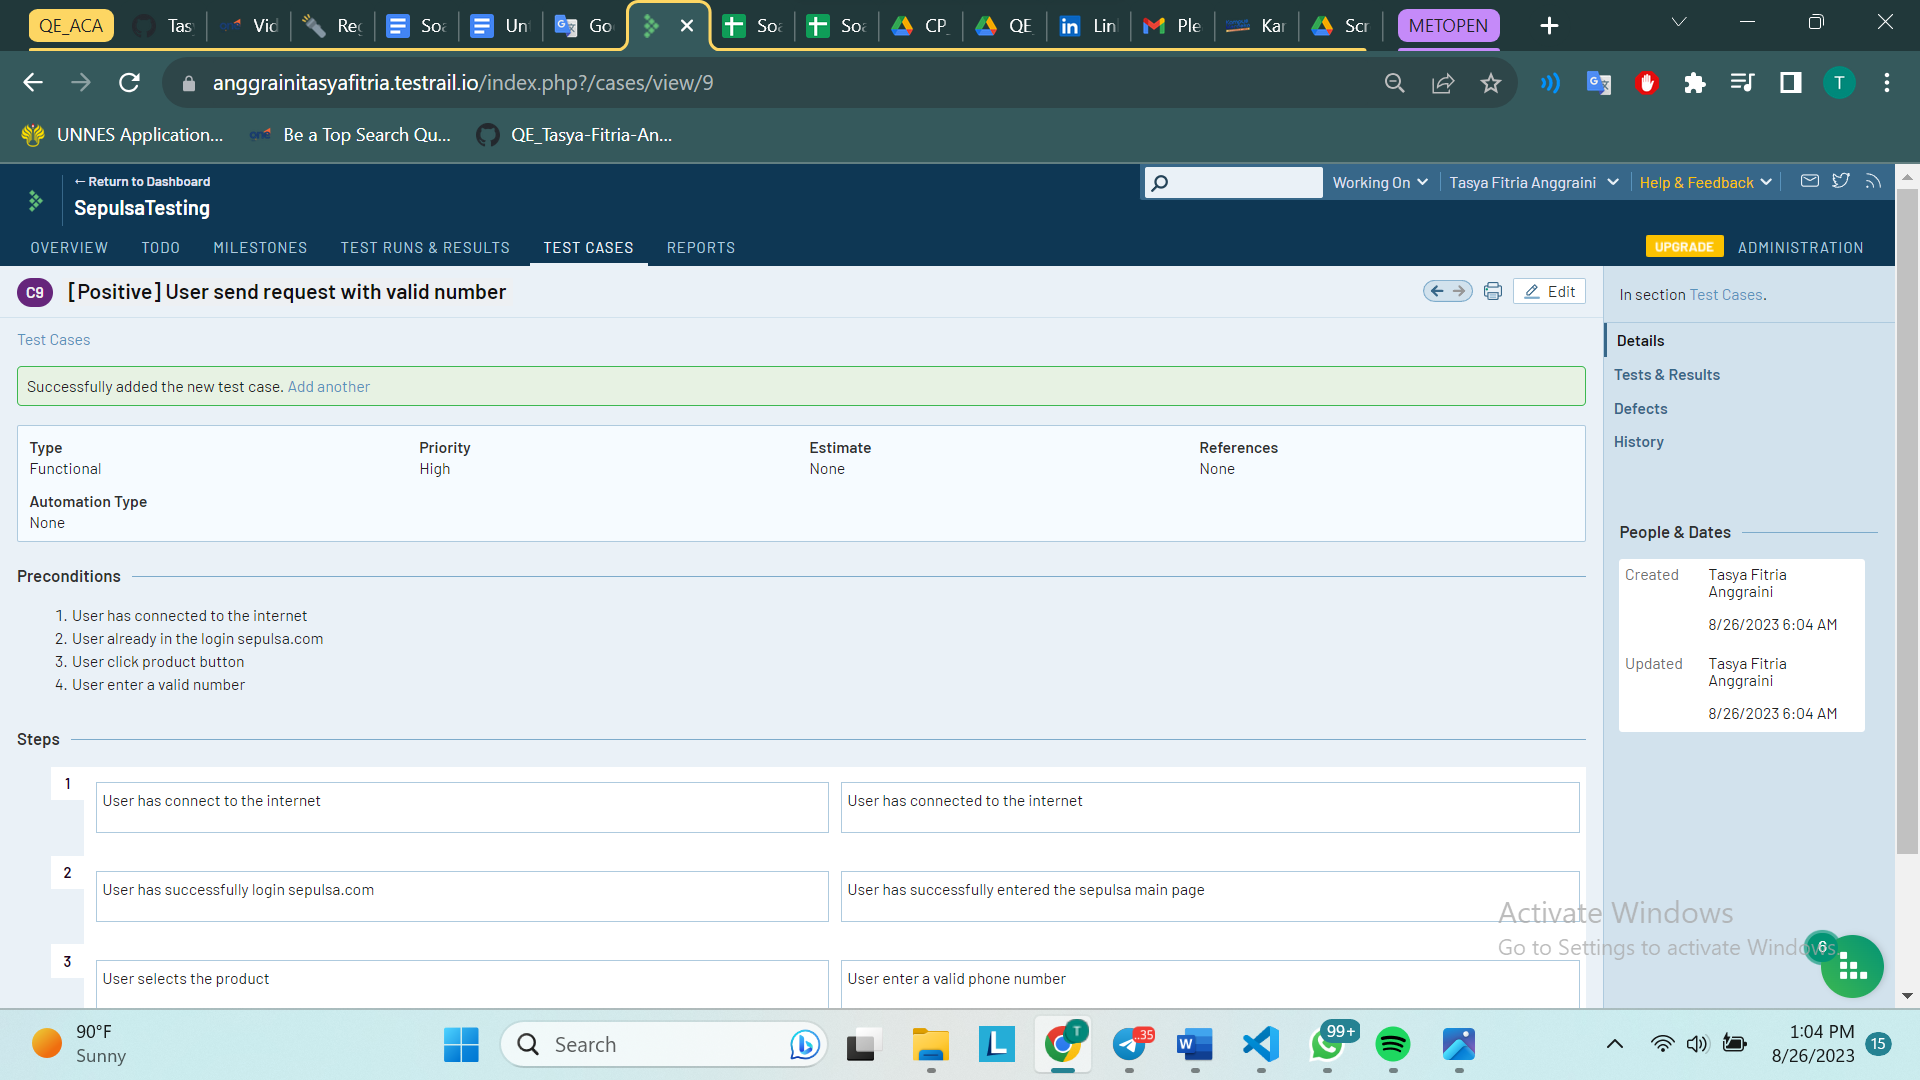 QE_ACA Tas Vid Reg Soa Un Go Soa Soa CP_ QE_ Lin Ple Kar Scr METOPEN
anggrainitasyafitria.testrail.io/index.php?/cases/view/9 T
UNNES Application... Be a Top Search Qu... QE_Tasya-Fitria-An...
←Return to Dashboard
SepulsaTesting
Working On Tasya Fitria Anggraini Help & Feedback
OVERVIEW TODO MILESTONES TEST RUNS & RESULTS TEST CASES REPORTS UPGRADE ADMINISTRATION
C9 [Positive] User send request with valid number Edit
Test Cases
Successfully added the new test case. Add another
Type Priority Estimate References
Functional High None None
Automation Type
None
Preconditions
1. User has connected to the internet
2. User already in the login sepulsa.com
3. User click product button
4. User enter a valid number
Steps
1 User has connect to the internet User has connected to the internet
2 User has successfully login sepulsa.com User has successfully entered the sepulsa main page
3 User selects the product User enter a valid phone number
In section Test Cases.
Details
Tests & Results
Defects
History
People & Dates
Created Tasya Fitria
Anggraini
8/26/2023 6:04 AM
Updated Tasya Fitria
Anggraini
8/26/2023 6:04 AM
Activate Windows
Go to Settings to activate Windows.
6
90°F
Sunny
Search
T
.35
99+
1:04 PM
8/26/2023
15